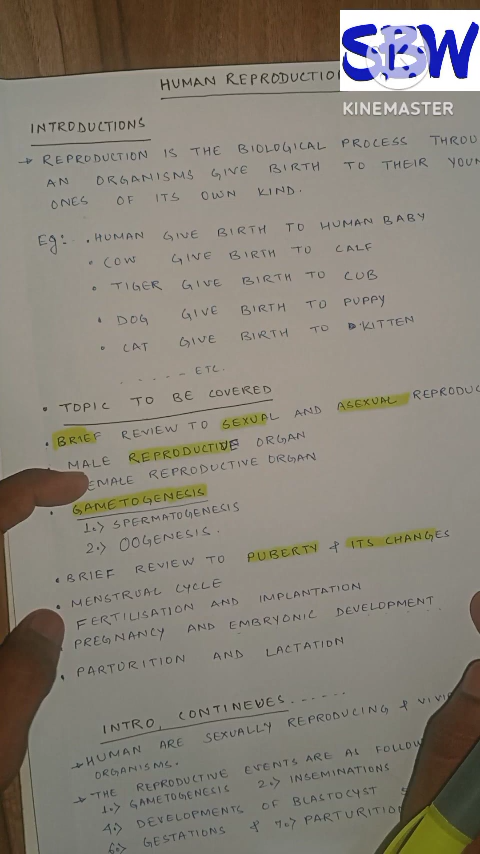 SBW
KINEMASTER
HUMAN REPRODUCTIO
INTRODUCTIONS
→ REPRODUCTION IS THE BIOLOGICAL PROCESS THROU
AN ORGANISMS GIVE BIRTH TO THEIR YOUN
ONES OF ITS OWN KIND.
Eg:- • HUMAN GIVE BIRTH TO HUMAN BABY
• COW GIVE BIRTH TO CALF
• TIGER GIVE BIRTH TO CUB
• DOG GIVE BIRTH TO PUPPY
• CAT GIVE BIRTH TO KITTEN
. . . . - - ETC.
• TOPIC TO BE COVERED
• BRIEF REVIEW TO SEXUAL AND ASEXUAL REPRODUC
MALE REPRODUCTIVE ORGAN
EMALE REPRODUCTIVE ORGAN
• GAMETOGENESIS
1.> SPERMATOGENESIS
2.> OOGENESIS.
• BRIEF REVIEW TO PUBERTY & ITS CHANGES
• MENSTRUAL CYCLE
FERTILISATION AND IMPLANTATION
PREGNANCY AND EMBRYONIC DEVELOPMENT
• PARTURITION AND LACTATION
INTRO, CONTINEUES......
→ HUMAN ARE SEXUALLY REPRODUCING & VIVIP
ORGANISMS.
→ THE REPRODUCTIVE EVENTS ARE AS FOLLOW
1.> GAMETOGENESIS 2.> INSEMINATIONS
4.> DEVELOPMENTS OF BLASTOCYST
6.> GESTATIONS & 7.> PARTURITION